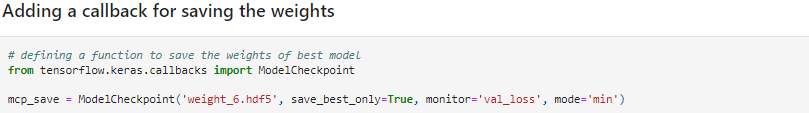 Adding a callback for saving the weights
# defining a function to save the weights of best model
from tensorflow.keras.callbacks import ModelCheckpoint
mcp_save = ModelCheckpoint('weight_6.hdf5', save_best_only=True, monitor='val_loss', mode='min')